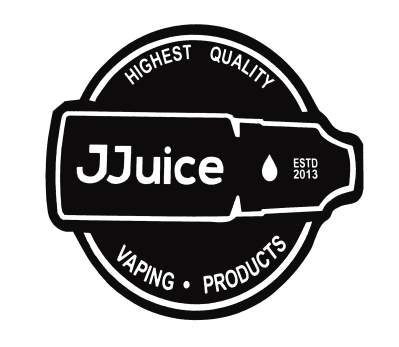 HIGHEST QUALITY
JJuice
ESTD
2013
VAPING • PRODUCTS